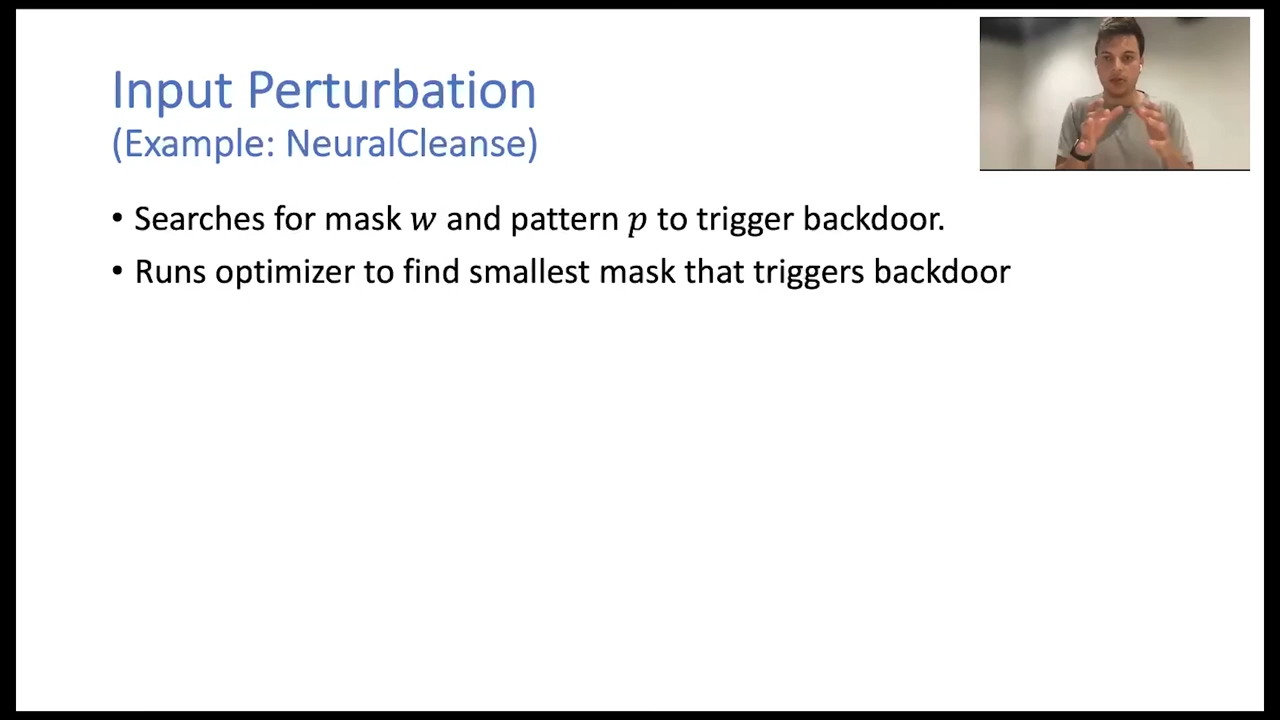 Input Perturbation
(Example: NeuralCleanse)
• Searches for mask w and pattern p to trigger backdoor.
• Runs optimizer to find smallest mask that triggers backdoor